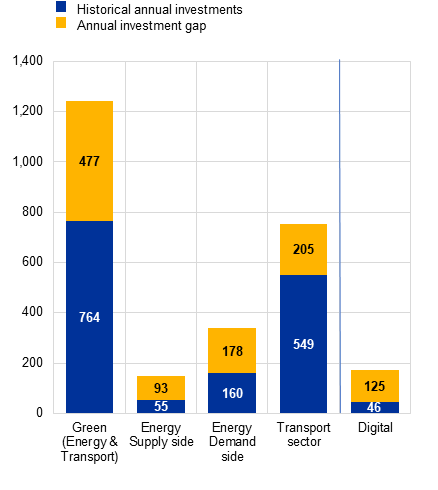 Historical annual investments
Annual investment gap
1,400
1,200
1,000
800
600
400
200
0
477
764
93
55
178
160
205
549
125
46
Green
(Energy &
Transport)
Energy
Supply side
Energy
Demand
side
Transport
sector
Digital